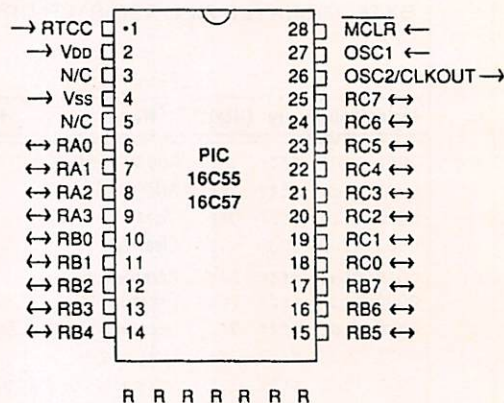 → RTCC •1 28 MCLR ←
→ VDD 2 27 OSC1 ←
N/C 3 26 OSC2/CLKOUT →
→ VSS 4 25 RC7 ↔
N/C 5 24 RC6 ↔
↔ RA0 6 23 RC5 ↔
↔ RA1 7 22 RC4 ↔
↔ RA2 8 21 RC3 ↔
↔ RA3 9 20 RC2 ↔
↔ RB0 10 19 RC1 ↔
↔ RB1 11 18 RC0 ↔
↔ RB2 12 17 RB7 ↔
↔ RB3 13 16 RB6 ↔
↔ RB4 14 15 RB5 ↔
PIC
16C55
16C57
R R R R R R R